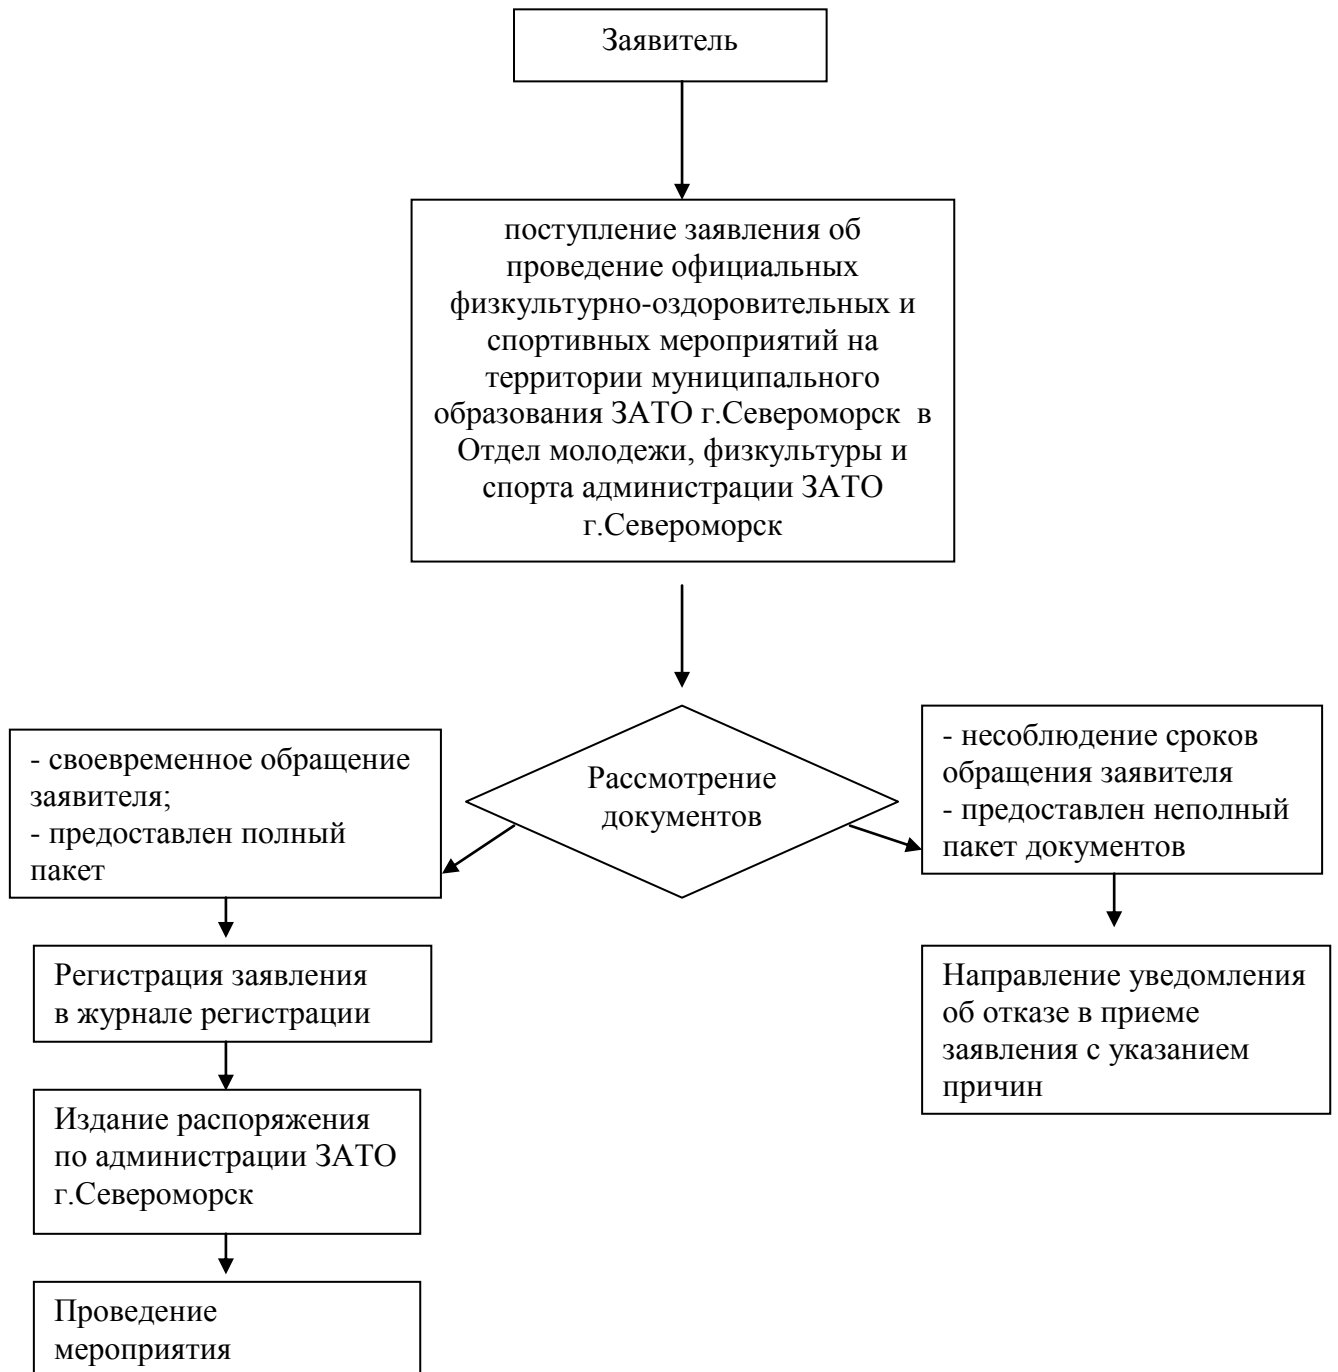 Заявитель
поступление заявления об
проведение официальных
физкультурно-оздоровительных и
спортивных мероприятий на
территории муниципального
образования ЗАТО г.Североморск  в
Отдел молодежи, физкультуры и
спорта администрации ЗАТО
г.Североморск
Рассмотрение
документов
- своевременное обращение
заявителя;
- предоставлен полный
пакет
- несоблюдение сроков
обращения заявителя
- предоставлен неполный
пакет документов
Регистрация заявления
в журнале регистрации
Направление уведомления
об отказе в приеме
заявления с указанием
причин
Издание распоряжения
по администрации ЗАТО
г.Североморск
Проведение
мероприятия